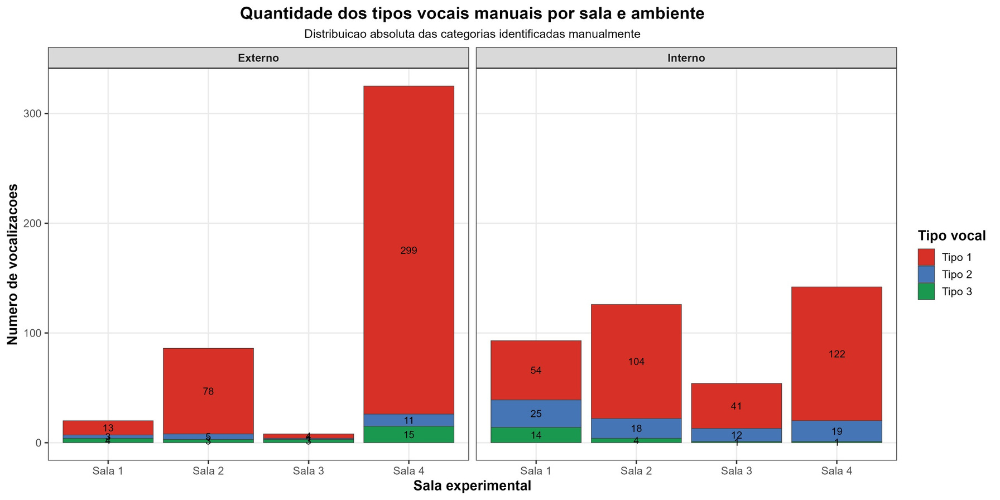 Quantidade dos tipos vocais manuais por sala e ambiente
Distribuicao absoluta das categorias identificadas manualmente
Externo
Interno
Numero de vocalizacoes
300
200
100
0
13
3
4
78
5
3
4
3
299
11
15
54
25
14
104
18
4
41
12
1
122
19
1
Sala 1
Sala 2
Sala 3
Sala 4
Sala 1
Sala 2
Sala 3
Sala 4
Sala experimental
Tipo vocal
Tipo 1
Tipo 2
Tipo 3